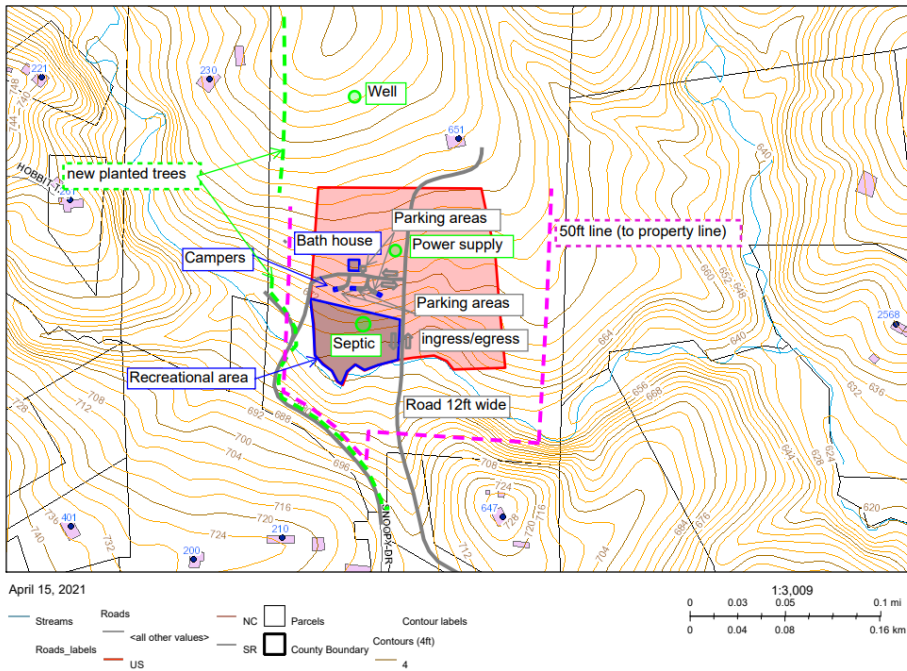 221
748
744
740
230
Well
651
640
new planted trees
HOBBIT T
50ft line (to property line)
Parking areas
Bath house
Power supply
Campers
660
652
648
Parking areas
640
2568
ingress/egress
Septic
Recreational area
632
636
656
668
Road 12ft wide
728
712
692
688
700
704
696
708
724
716
644
628
624
620
716
647
728
720
684
676
401
740
732
724
720
210
200
SNOOPY DR
712
704
April 15, 2021
1:3,009
0 0.03 0.05 0.1 mi
0 0.04 0.08 0.16 km
Streams
Roads
<all other values>
Roads_labels
US
NC
SR
Parcels
County Boundary
Contour labels
Contours (4ft)
4